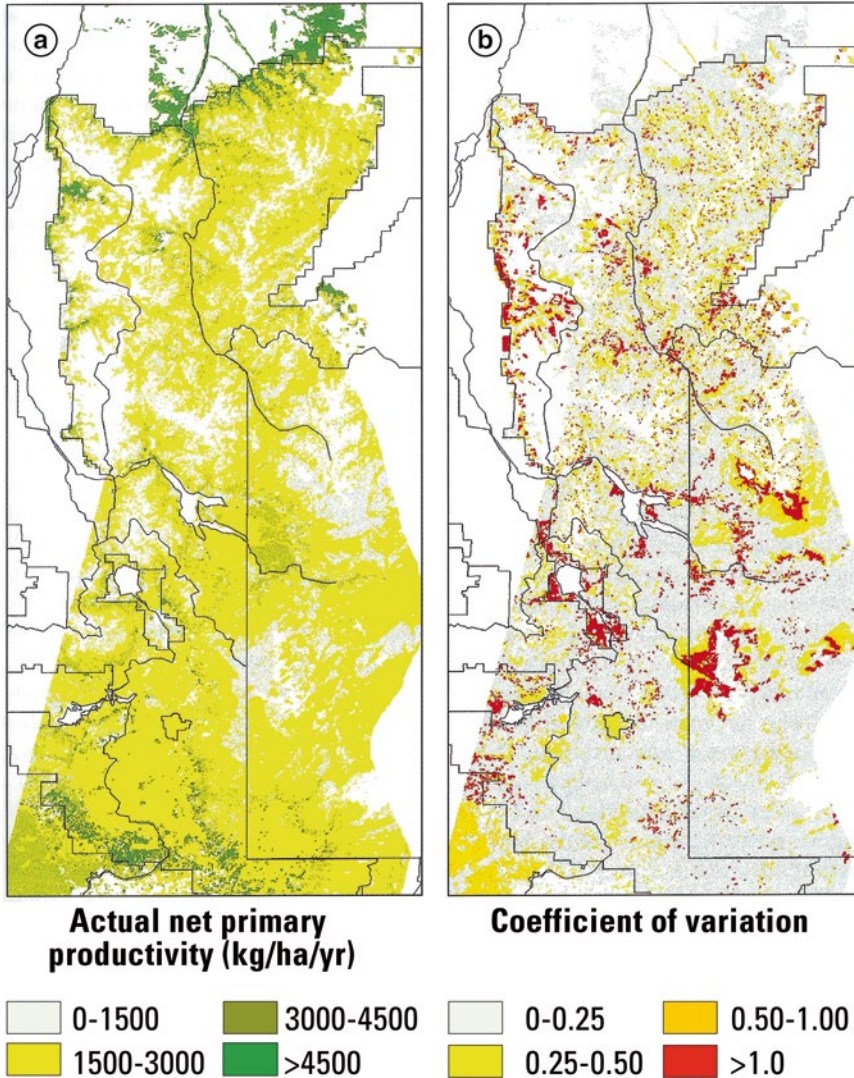 a
b
Actual net primary
productivity (kg/ha/yr)
Coefficient of variation
0-1500
3000-4500
0-0.25
0.50-1.00
1500-3000
>4500
0.25-0.50
>1.0